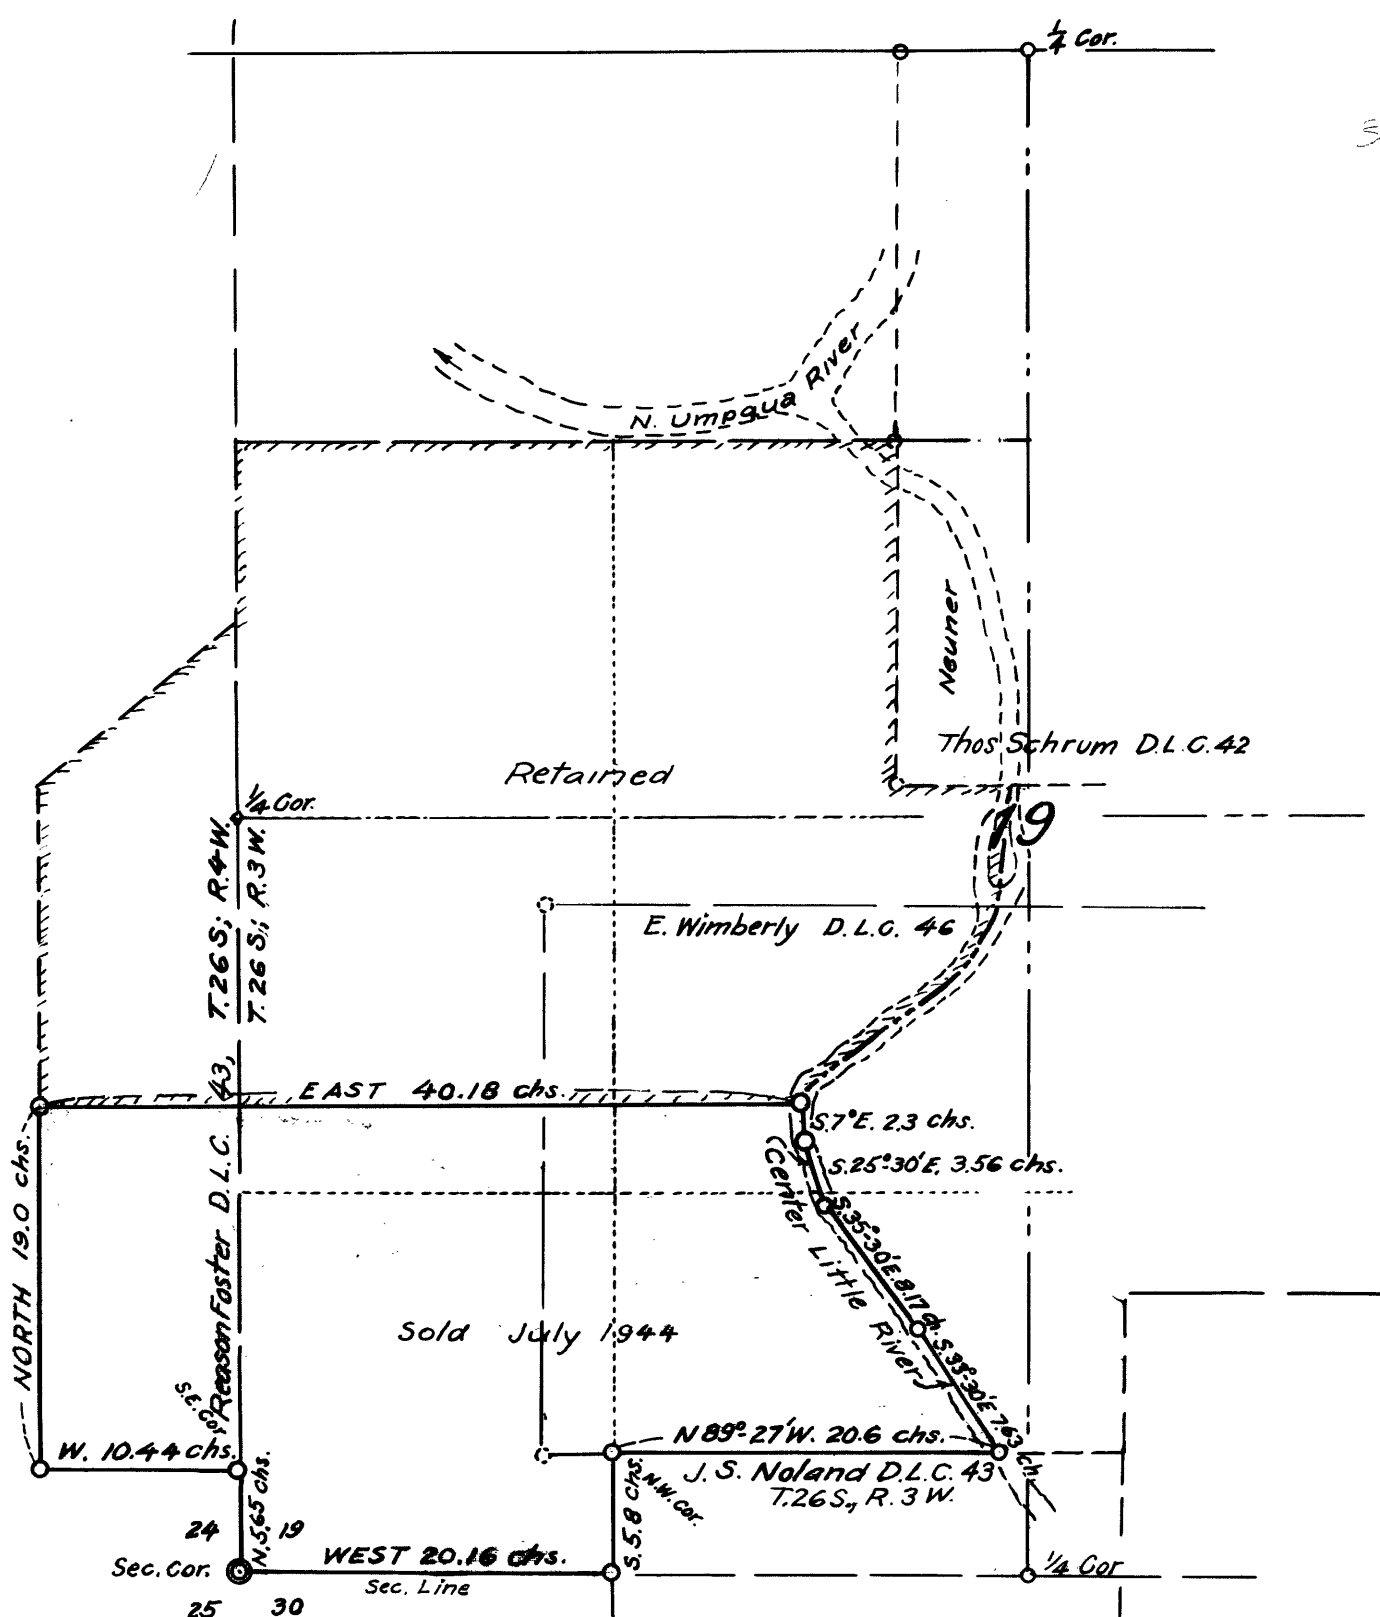 1/4 Cor.
N. Umpqua River
Neuner
Thos Schrum D.L.C. 42
Retained
1/4 Cor.
19
T.26 S; R.4 W.
T.26 S; R.3 W.
E. Wimberly D.L.C. 46
EAST 40.18 chs.
S.7°E. 2.3 chs.
S.25°-30'E. 3.56 chs.
S.35°-30'E. 8.17 ch.
S.33°-30'E 7.63 ch.
(Center Little River)
NORTH 19.0 chs.
Reason Foster D.L.C. 43,
S.E. Cor.
Sold July 1944
W. 10.44 chs.
N 89°-27'W. 20.6 chs.
J. S. Noland D.L.C. 43
T.26 S., R. 3 W.
N.W. Cor.
S. 5.8 chs.
N. 5.65 chs.
24 19
Sec. Cor.
WEST 20.16 chs.
Sec. Line
1/4 Cor
25 30